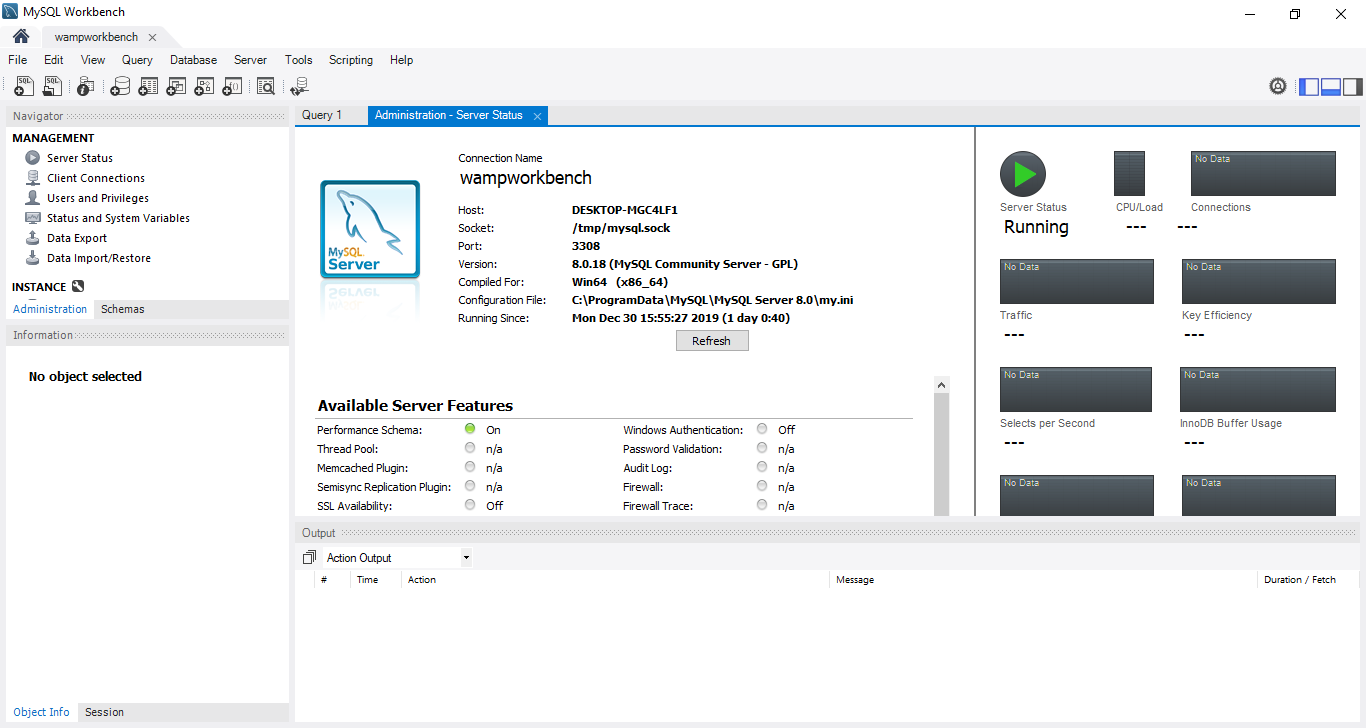 MySQL Workbench
wampworkbench
File Edit View Query Database Server Tools Scripting Help
Navigator
MANAGEMENT
Server Status
Client Connections
Users and Privileges
Status and System Variables
Data Export
Data Import/Restore
INSTANCE
Administration Schemas
Information
No object selected
Object Info Session
Query 1 Administration - Server Status
MySQL
Server
Connection Name
wampworkbench
Host: DESKTOP-MGC4LF1
Socket: /tmp/mysql.sock
Port: 3308
Version: 8.0.18 (MySQL Community Server - GPL)
Compiled For: Win64 (x86_64)
Configuration File: C:\ProgramData\MySQL\MySQL Server 8.0\my.ini
Running Since: Mon Dec 30 15:55:27 2019 (1 day 0:40)
Refresh
Available Server Features
Performance Schema: On Windows Authentication: Off
Thread Pool: n/a Password Validation: n/a
Memcached Plugin: n/a Audit Log: n/a
Semisync Replication Plugin: n/a Firewall: n/a
SSL Availability: Off Firewall Trace: n/a
No Data
Server Status CPU/Load Connections
Running --- ---
No Data No Data
Traffic Key Efficiency
--- ---
No Data No Data
Selects per Second InnoDB Buffer Usage
--- ---
No Data No Data
Output
Action Output
# Time Action Message Duration / Fetch